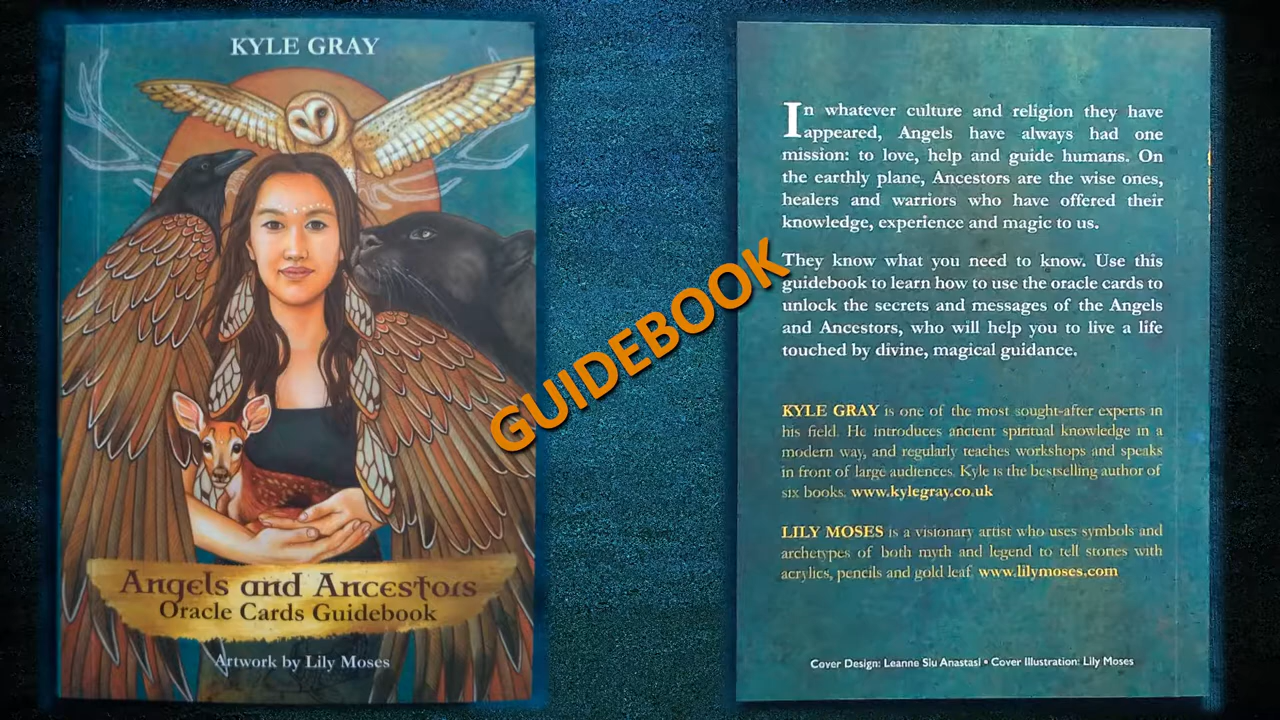 KYLE GRAY
Angels and Ancestors
Oracle Cards Guidebook
Artwork by Lily Moses
GUIDEBOOK
In whatever culture and religion they have
appeared, Angels have always had one
mission: to love, help and guide humans. On
the earthly plane, Ancestors are the wise ones,
healers and warriors who have offered their
knowledge, experience and magic to us.
They know what you need to know. Use this
guidebook to learn how to use the oracle cards to
unlock the secrets and messages of the Angels
and Ancestors, who will help you to live a life
touched by divine, magical guidance.
KYLE GRAY is one of the most sought-after experts in
his field. He introduces ancient spiritual knowledge in a
modern way, and regularly teaches workshops and speaks
in front of large audiences. Kyle is the bestselling author of
six books. www.kylegray.co.uk
LILY MOSES is a visionary artist who uses symbols and
archetypes of both myth and legend to tell stories with
acrylics, pencils and gold leaf. www.lilymoses.com
Cover Design: Leanne Siu Anastasi • Cover Illustration: Lily Moses